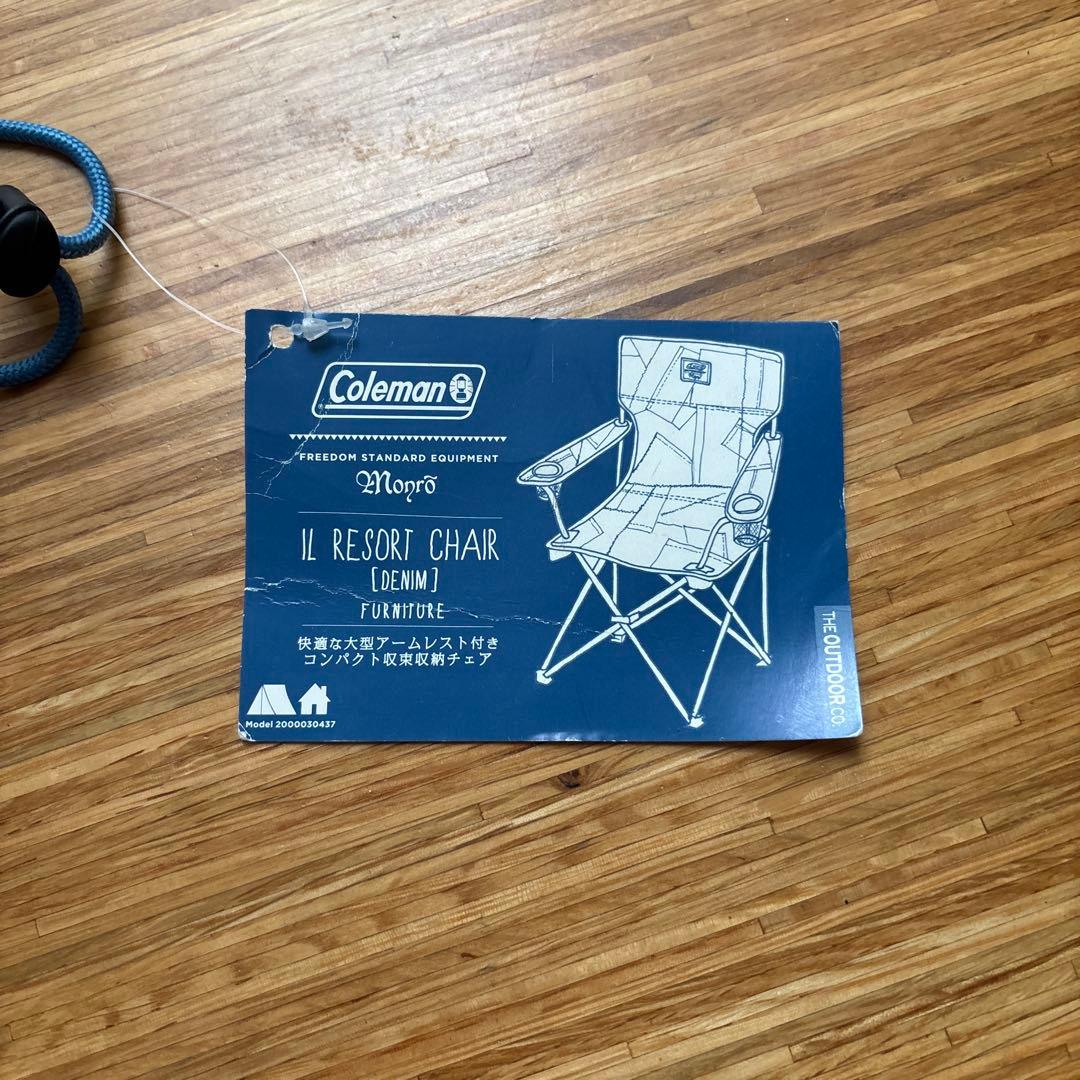 Coleman
FREEDOM STANDARD EQUIPMENT
Monrō
IL RESORT CHAIR
[DENIM]
FURNITURE
快適な大型アームレスト付き
コンパクト収束収納チェア
Model 2000030437
THE OUTDOOR CO.